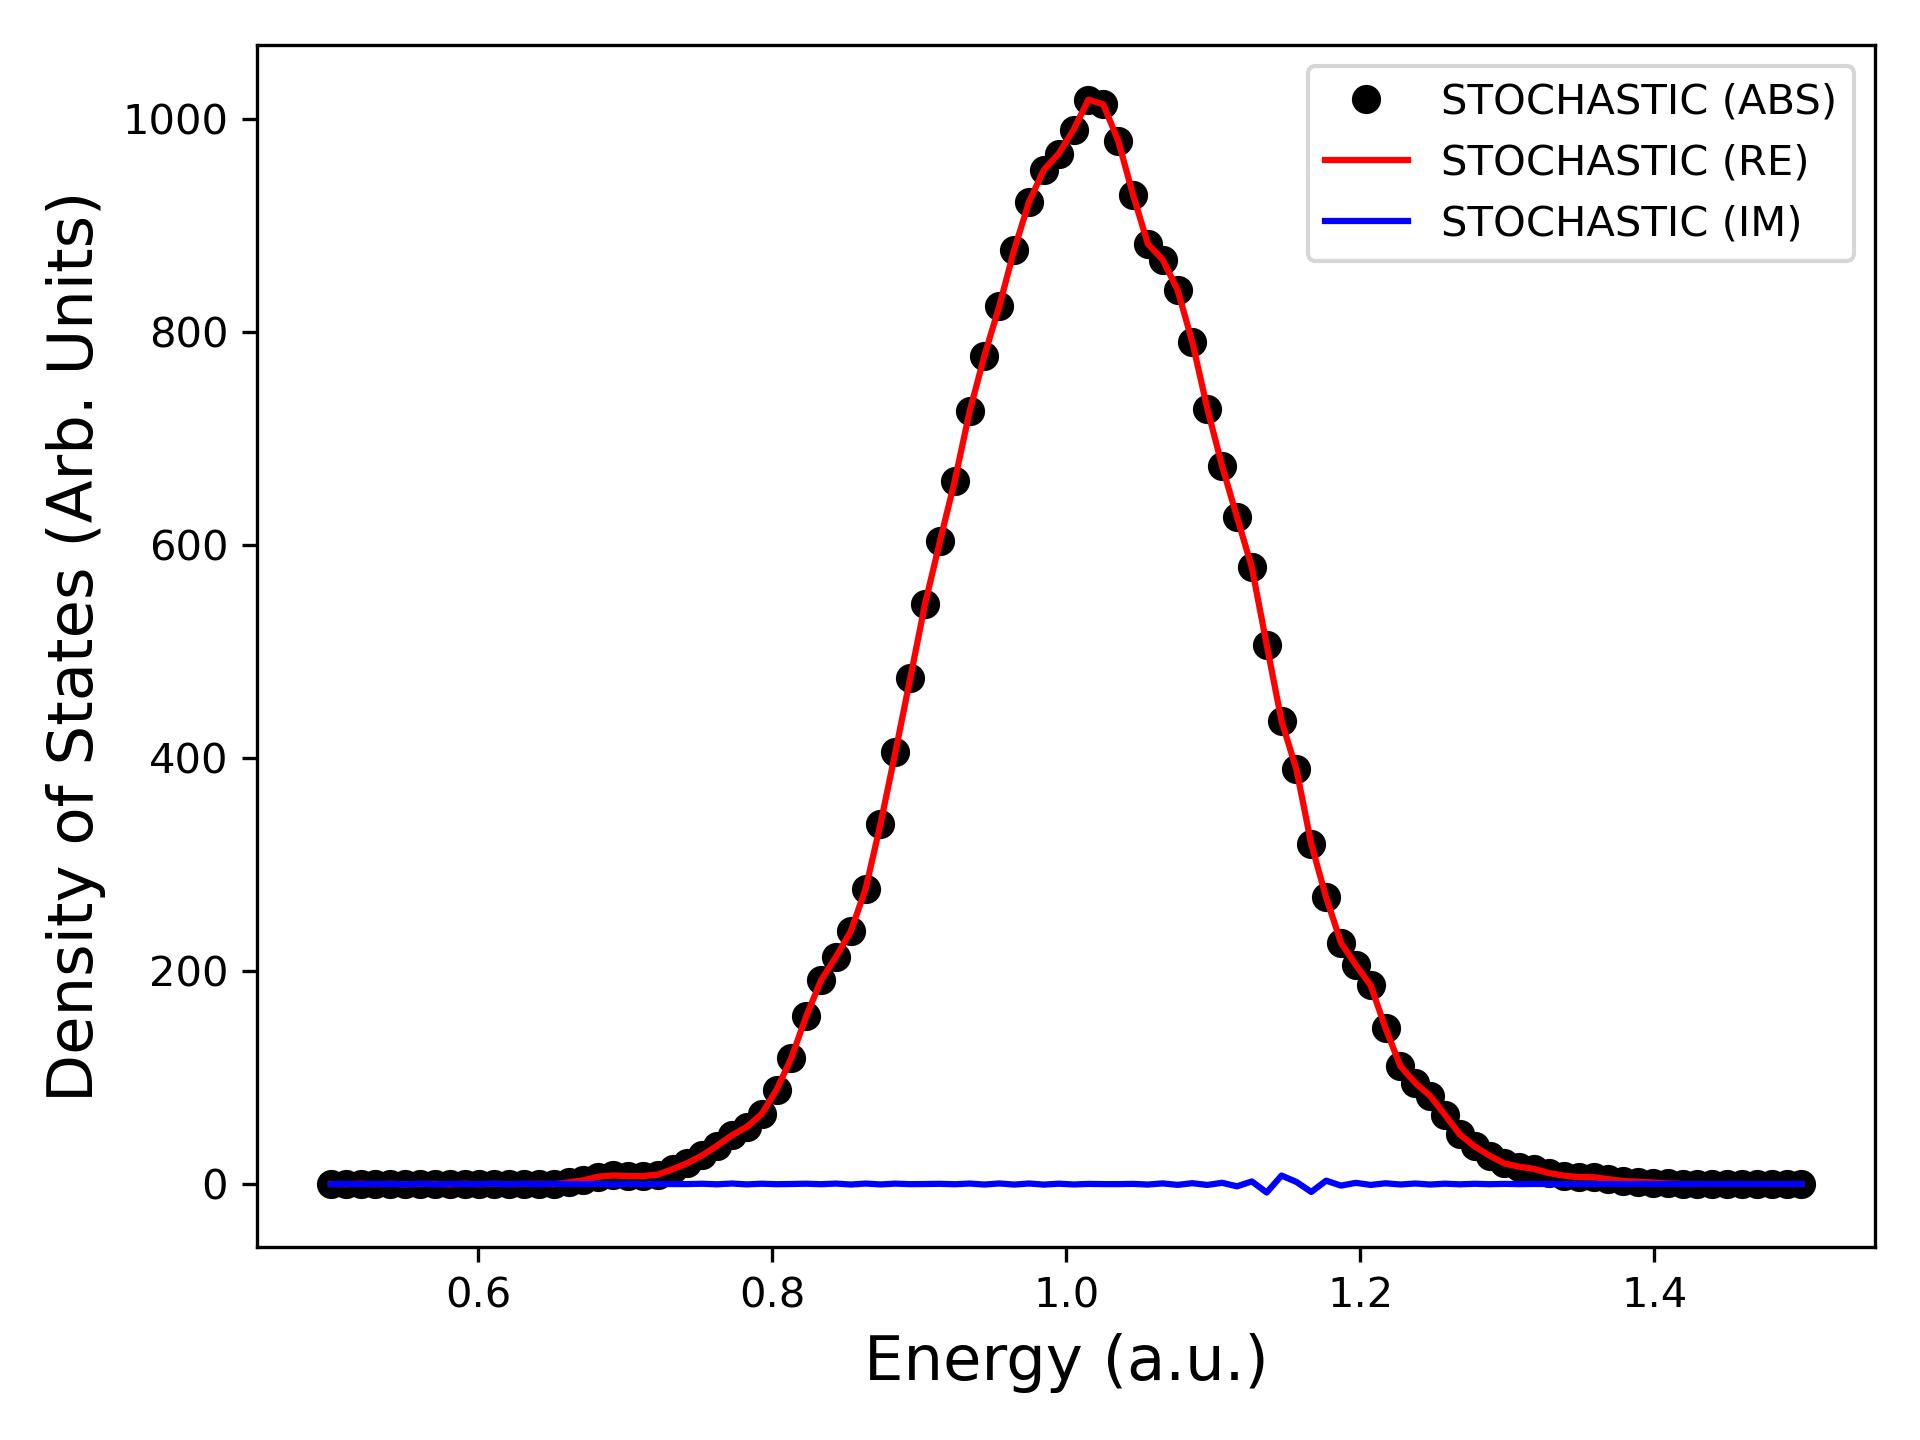 STOCHASTIC (ABS)
STOCHASTIC (RE)
STOCHASTIC (IM)
Density of States (Arb. Units)
1000
800
600
400
200
0
0.6 0.8 1.0 1.2 1.4
Energy (a.u.)